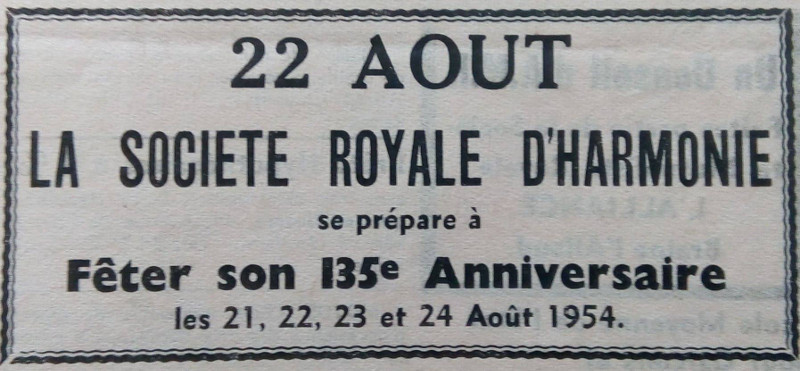 22 AOUT
LA SOCIETE ROYALE D'HARMONIE
se prépare à
Fêter son 135e Anniversaire
les 21, 22, 23 et 24 Août 1954.